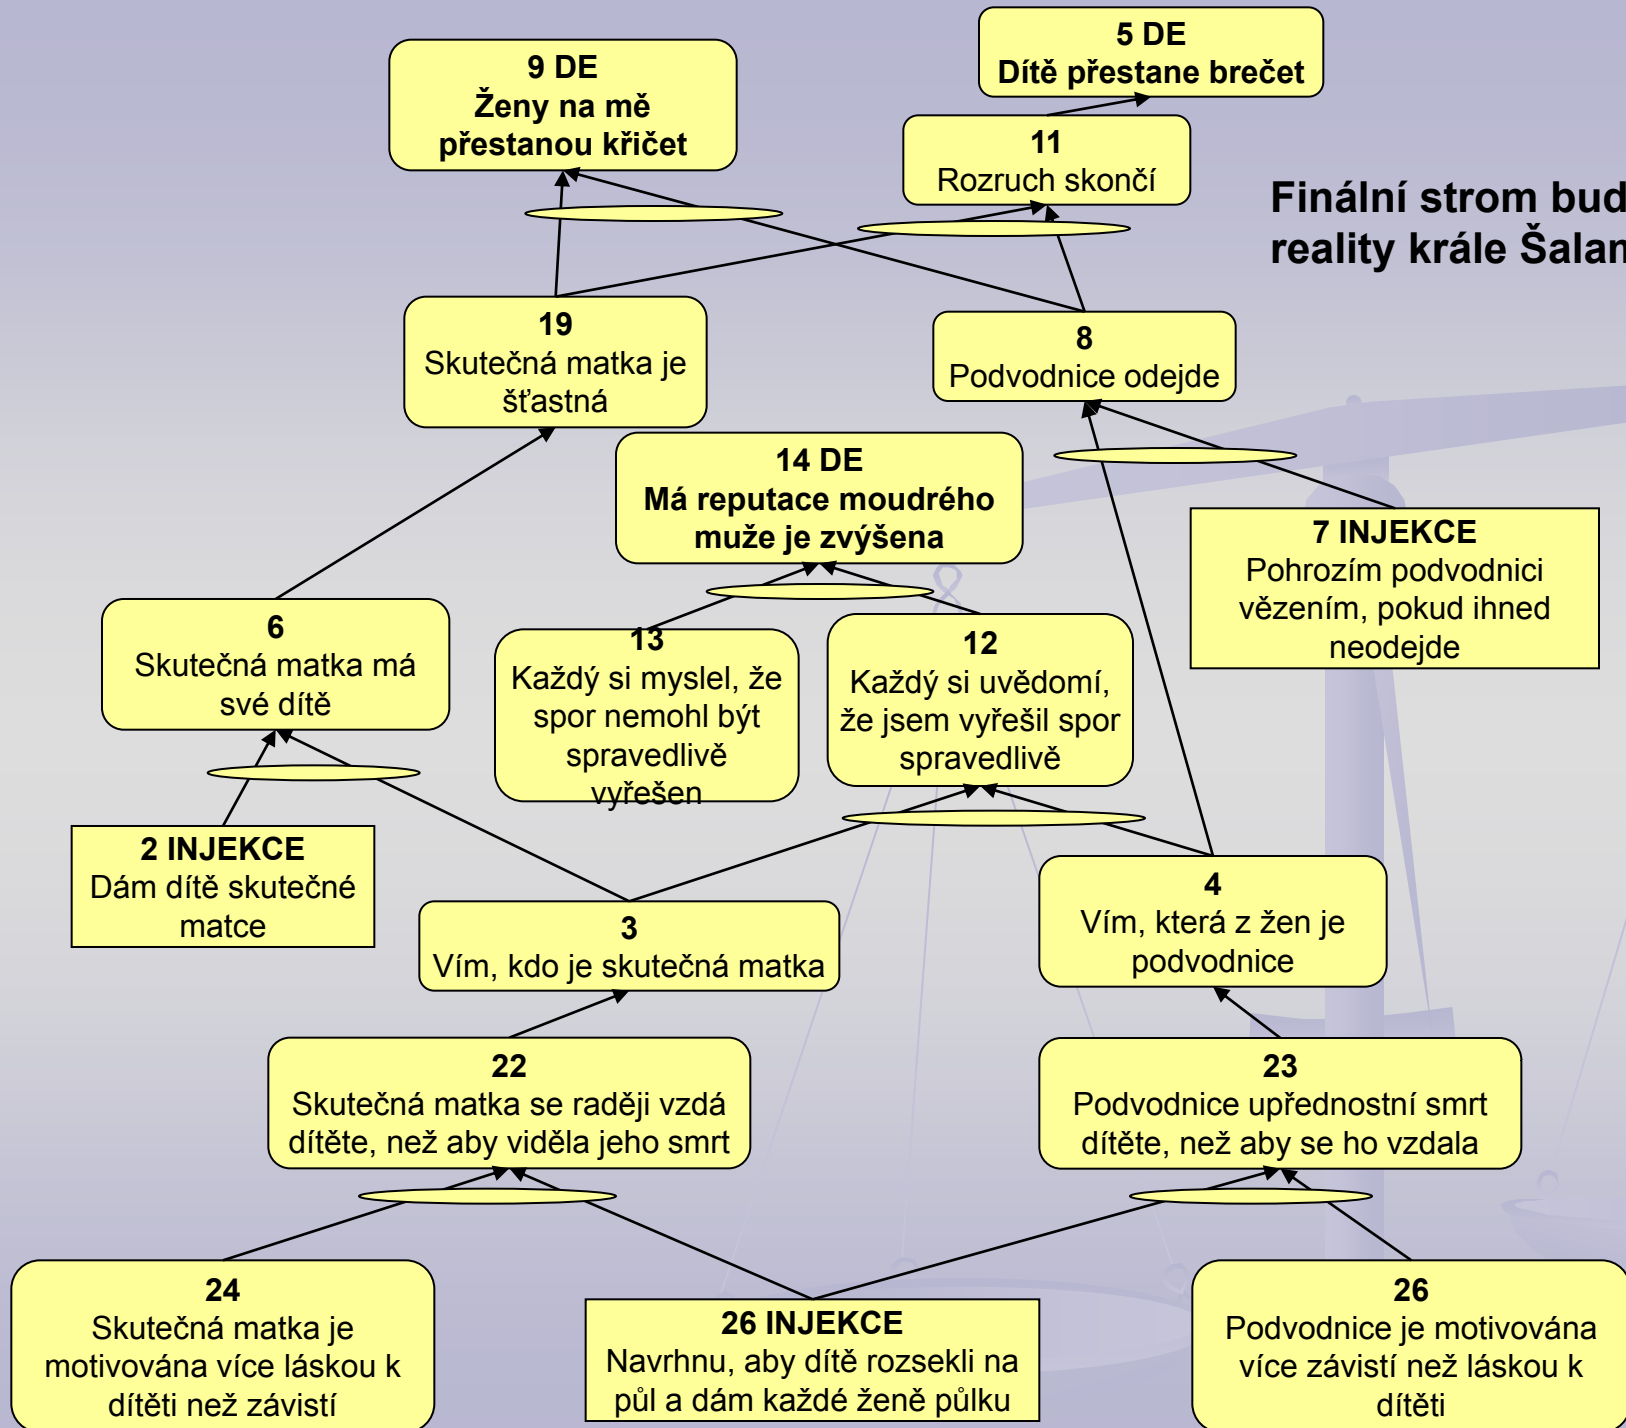 5 DE
Dítě přestane brečet
9 DE
Ženy na mě
přestanou křičet
11
Rozruch skončí
Finální strom bud
reality krále Šalam
19
Skutečná matka je
šťastná
8
Podvodnice odejde
14 DE
Má reputace moudrého
muže je zvýšena
7 INJEKCE
Pohrozím podvodnici
vězením, pokud ihned
neodejde
6
Skutečná matka má
své dítě
13
Každý si myslel, že
spor nemohl být
spravedlivě
vyřešen
12
Každý si uvědomí,
že jsem vyřešil spor
spravedlivě
2 INJEKCE
Dám dítě skutečné
matce
3
Vím, kdo je skutečná matka
4
Vím, která z žen je
podvodnice
22
Skutečná matka se raději vzdá
dítěte, než aby viděla jeho smrt
23
Podvodnice upřednostní smrt
dítěte, než aby se ho vzdala
24
Skutečná matka je
motivována více láskou k
dítěti než závistí
26 INJEKCE
Navrhnu, aby dítě rozsekli na
půl a dám každé ženě půlku
26
Podvodnice je motivována
více závistí než láskou k
dítěti